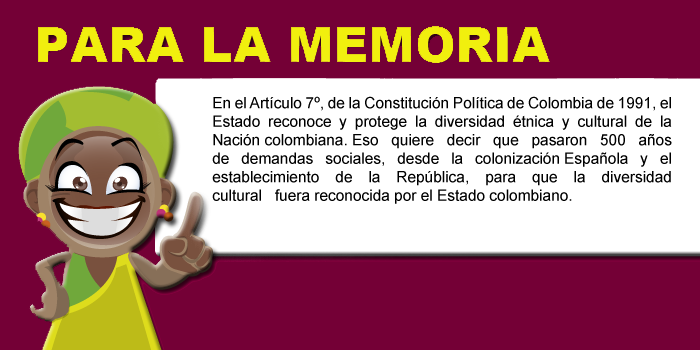 PARA LA MEMORIA
En el Artículo 7º, de la Constitución Política de Colombia de 1991, el
Estado reconoce y protege la diversidad étnica y cultural de la
Nación colombiana. Eso quiere decir que pasaron 500 años
de demandas sociales, desde la colonización Española y el
establecimiento de la República, para que la diversidad
cultural fuera reconocida por el Estado colombiano.